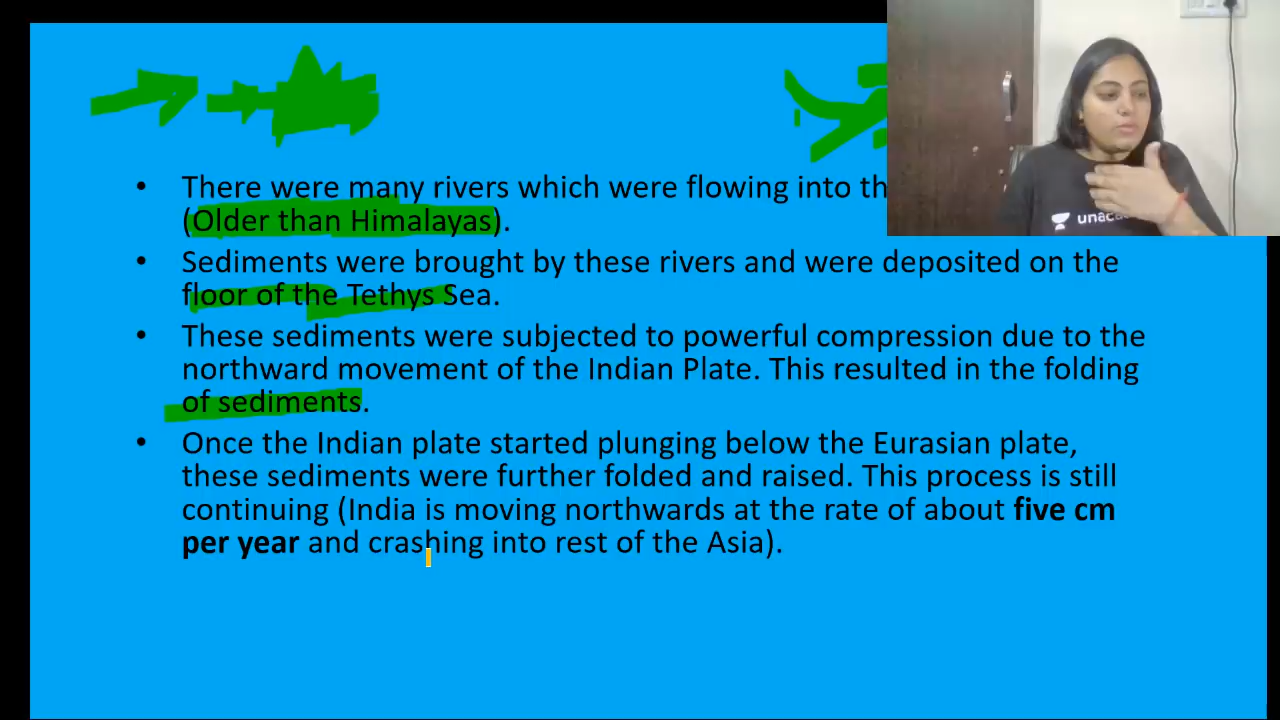 • There were many rivers which were flowing into
(Older than Himalayas).
• Sediments were brought by these rivers and were deposited on the
floor of the Tethys Sea.
• These sediments were subjected to powerful compression due to the
northward movement of the Indian Plate. This resulted in the folding
of sediments.
• Once the Indian plate started plunging below the Eurasian plate,
these sediments were further folded and raised. This process is still
continuing (India is moving northwards at the rate of about five cm
per year and crashing into rest of the Asia).